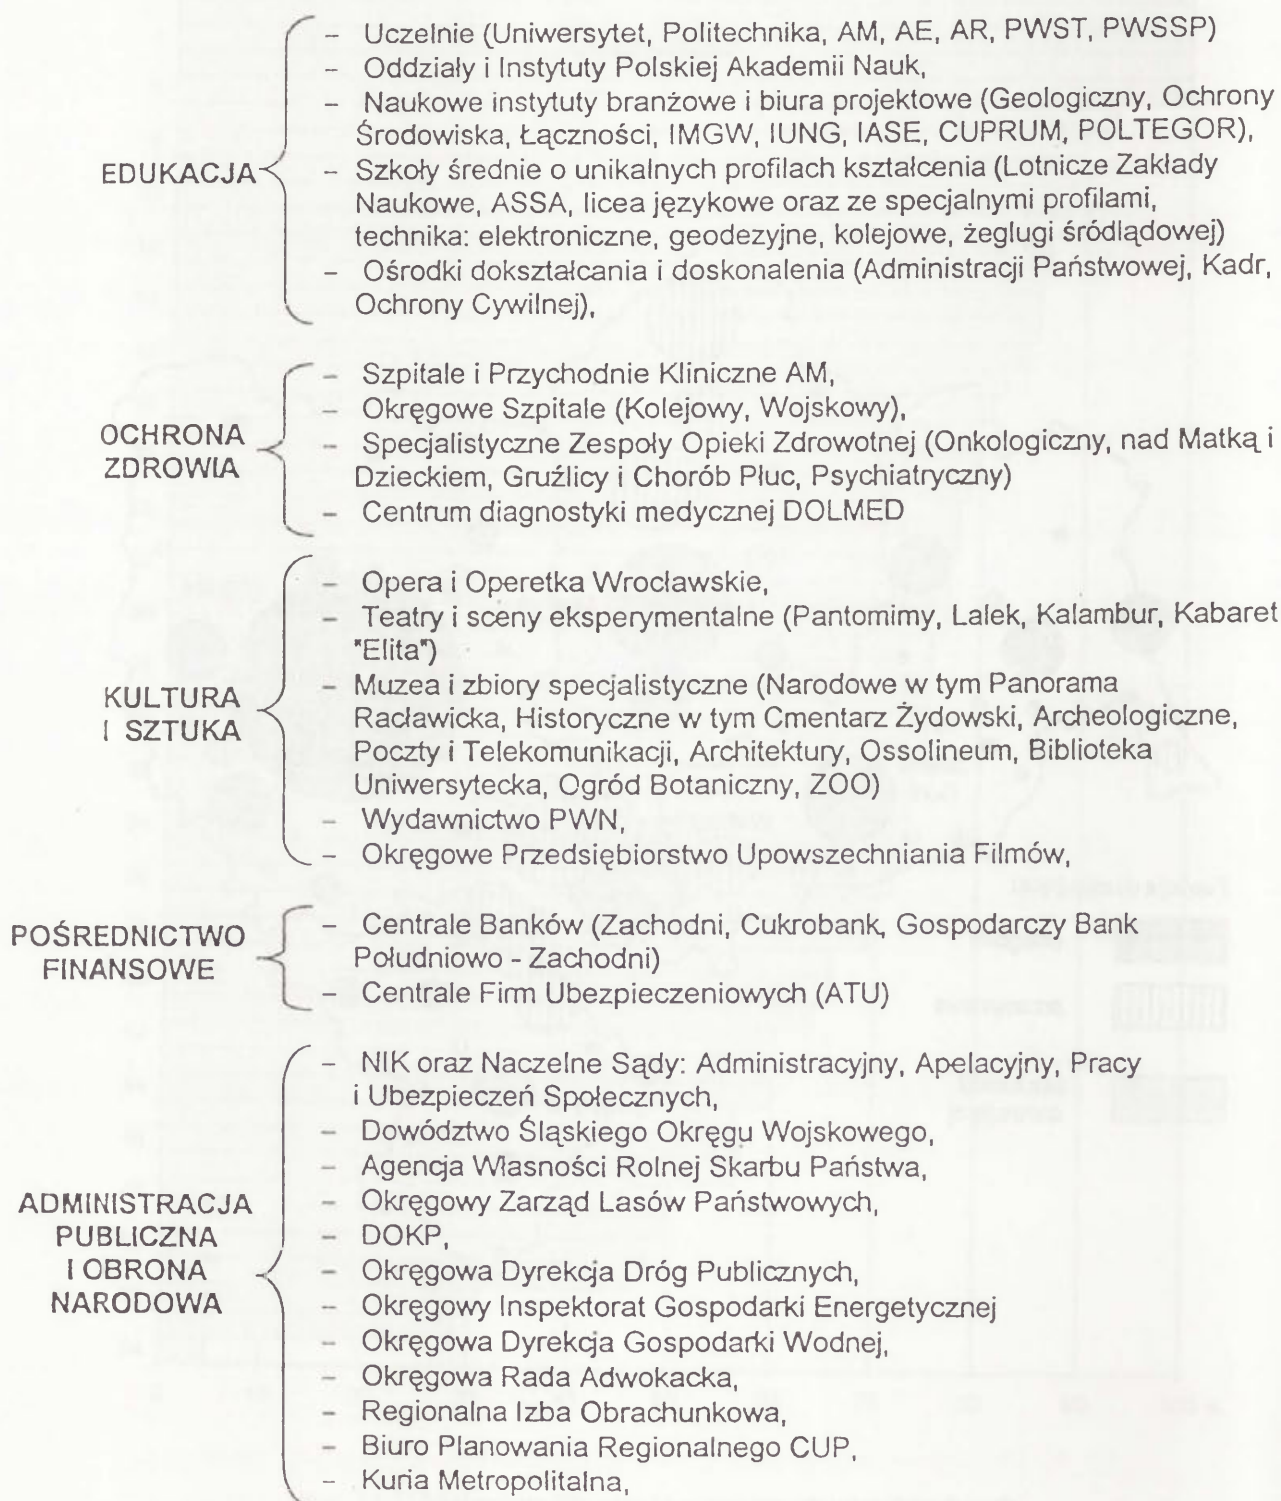 EDUKACJA
- Uczelnie (Uniwersytet, Politechnika, AM, AE, AR, PWST, PWSSP)
- Oddziały i Instytuty Polskiej Akademii Nauk,
- Naukowe instytuty branżowe i biura projektowe (Geologiczny, Ochrony
Środowiska, Łączności, IMGW, IUNG, IASE, CUPRUM, POLTEGOR),
- Szkoły średnie o unikalnych profilach kształcenia (Lotnicze Zakłady
Naukowe, ASSA, licea językowe oraz ze specjalnymi profilami,
technika: elektroniczne, geodezyjne, kolejowe, żeglugi śródlądowej)
- Ośrodki dokształcania i doskonalenia (Administracji Państwowej, Kadr,
Ochrony Cywilnej),
OCHRONA
ZDROWIA
- Szpitale i Przychodnie Kliniczne AM,
- Okręgowe Szpitale (Kolejowy, Wojskowy),
- Specjalistyczne Zespoły Opieki Zdrowotnej (Onkologiczny, nad Matką i
Dzieckiem, Gruźlicy i Chorób Płuc, Psychiatryczny)
- Centrum diagnostyki medycznej DOLMED
KULTURA
I SZTUKA
- Opera i Operetka Wrocławskie,
- Teatry i sceny eksperymentalne (Pantomimy, Lalek, Kalambur, Kabaret
"Elita")
- Muzea i zbiory specjalistyczne (Narodowe w tym Panorama
Racławicka, Historyczne w tym Cmentarz Żydowski, Archeologiczne,
Poczty i Telekomunikacji, Architektury, Ossolineum, Biblioteka
Uniwersytecka, Ogród Botaniczny, ZOO)
- Wydawnictwo PWN,
- Okręgowe Przedsiębiorstwo Upowszechniania Filmów,
POŚREDNICTWO
FINANSOWE
- Centrale Banków (Zachodni, Cukrobank, Gospodarczy Bank
Południowo - Zachodni)
- Centrale Firm Ubezpieczeniowych (ATU)
ADMINISTRACJA
PUBLICZNA
I OBRONA
NARODOWA
- NIK oraz Naczelne Sądy: Administracyjny, Apelacyjny, Pracy
i Ubezpieczeń Społecznych,
- Dowództwo Śląskiego Okręgu Wojskowego,
- Agencja Własności Rolnej Skarbu Państwa,
- Okręgowy Zarząd Lasów Państwowych,
- DOKP,
- Okręgowa Dyrekcja Dróg Publicznych,
- Okręgowy Inspektorat Gospodarki Energetycznej
- Okręgowa Dyrekcja Gospodarki Wodnej,
- Okręgowa Rada Adwokacka,
- Regionalna Izba Obrachunkowa,
- Biuro Planowania Regionalnego CUP,
- Kuria Metropolitalna,